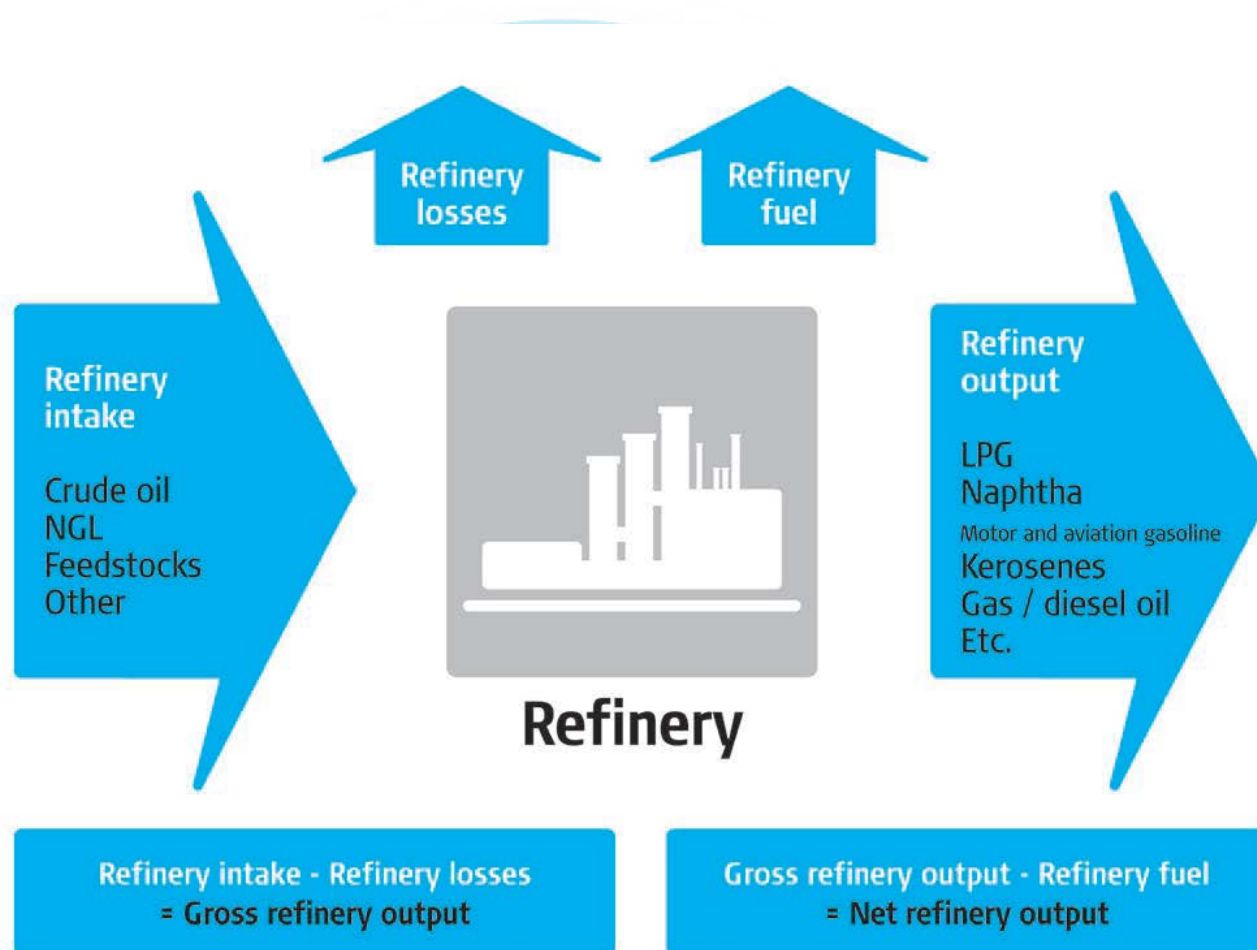 Refinery
losses
Refinery
fuel
Refinery
intake
Crude oil
NGL
Feedstocks
Other
Refinery
output
LPG
Naphtha
Motor and aviation gasoline
Kerosenes
Gas / diesel oil
Etc.
Refinery
Refinery intake - Refinery losses
= Gross refinery output
Gross refinery output - Refinery fuel
= Net refinery output